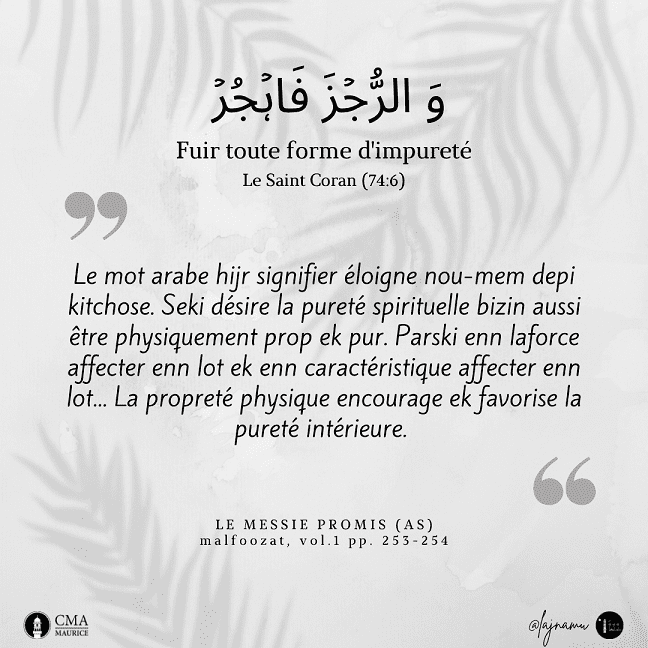 وَ الرُّجۡزَ فَاہۡجُرۡ
Fuir toute forme d'impureté
Le Saint Coran (74:6)
Le mot arabe hijr signifier éloigne nou-mem depi
kitchose. Seki désire la pureté spirituelle bizin aussi
être physiquement prop ek pur. Parski enn laforce
affecter enn lot ek enn caractéristique affecter enn
lot... La propreté physique encourage ek favorise la
pureté intérieure.
LE MESSIE PROMIS (AS)
malfoozat, vol.1 pp. 253-254
CMA
MAURICE
@lajnamu